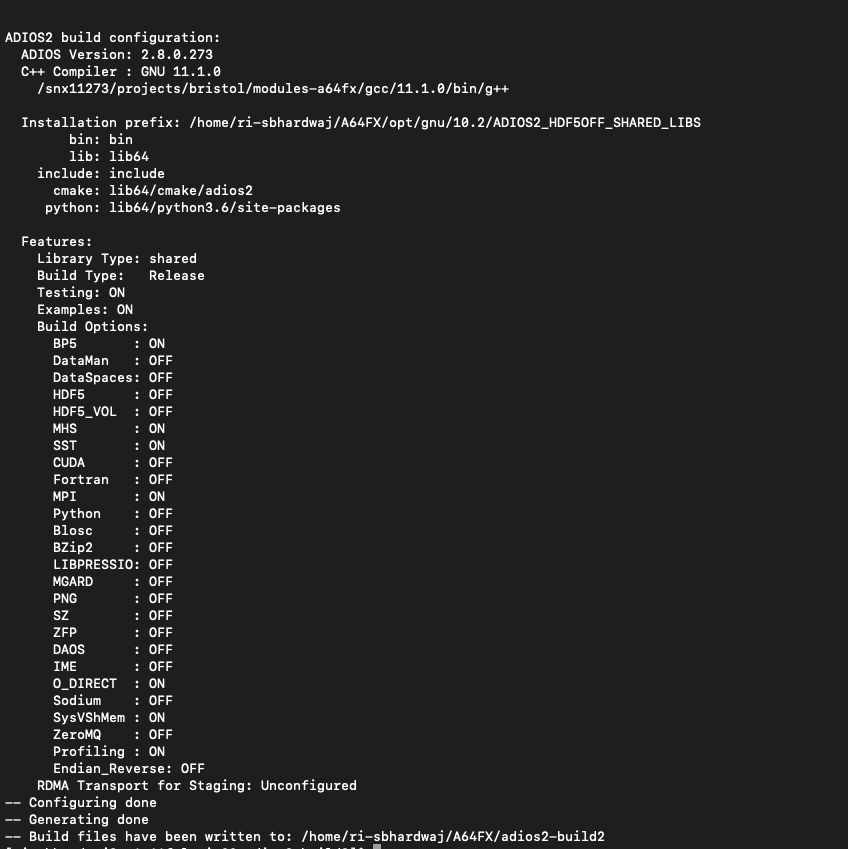 ADIOS2 build configuration:
  ADIOS Version: 2.8.0.273
  C++ Compiler : GNU 11.1.0
    /snx11273/projects/bristol/modules-a64fx/gcc/11.1.0/bin/g++

  Installation prefix: /home/ri-sbhardwaj/A64FX/opt/gnu/10.2/ADIOS2_HDF5OFF_SHARED_LIBS
        bin: bin
        lib: lib64
    include: include
      cmake: lib64/cmake/adios2
     python: lib64/python3.6/site-packages

  Features:
    Library Type: shared
    Build Type:   Release
    Testing: ON
    Examples: ON
    Build Options:
      BP5       : ON
      DataMan   : OFF
      DataSpaces: OFF
      HDF5      : OFF
      HDF5_VOL  : OFF
      MHS       : ON
      SST       : ON
      CUDA      : OFF
      Fortran   : OFF
      MPI       : ON
      Python    : OFF
      Blosc     : OFF
      BZip2     : OFF
      LIBPRESSIO: OFF
      MGARD     : OFF
      PNG       : OFF
      SZ        : OFF
      ZFP       : OFF
      DAOS      : OFF
      IME       : OFF
      O_DIRECT  : ON
      Sodium    : OFF
      SysVShMem : ON
      ZeroMQ    : OFF
      Profiling : ON
      Endian_Reverse: OFF
    RDMA Transport for Staging: Unconfigured
-- Configuring done
-- Generating done
-- Build files have been written to: /home/ri-sbhardwaj/A64FX/adios2-build2